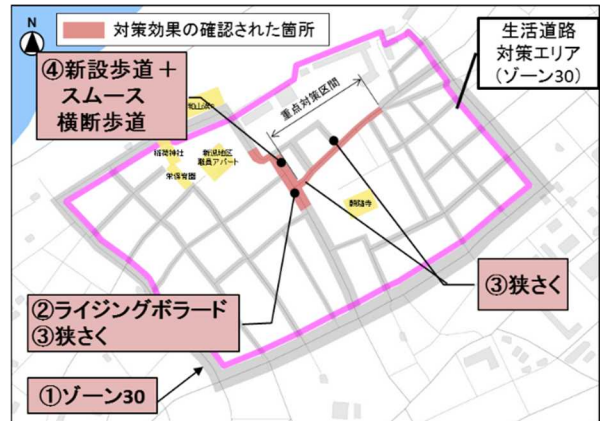 N
対策効果の確認された箇所
生活道路
対策エリア
(ゾーン30)
④新設歩道＋
スムース
横断歩道
重点対策区間
稲荷神社
栄保育園
新潟地区
職員アパート
朝陽寺
③狭さく
②ライジングボラード
③狭さく
①ゾーン30